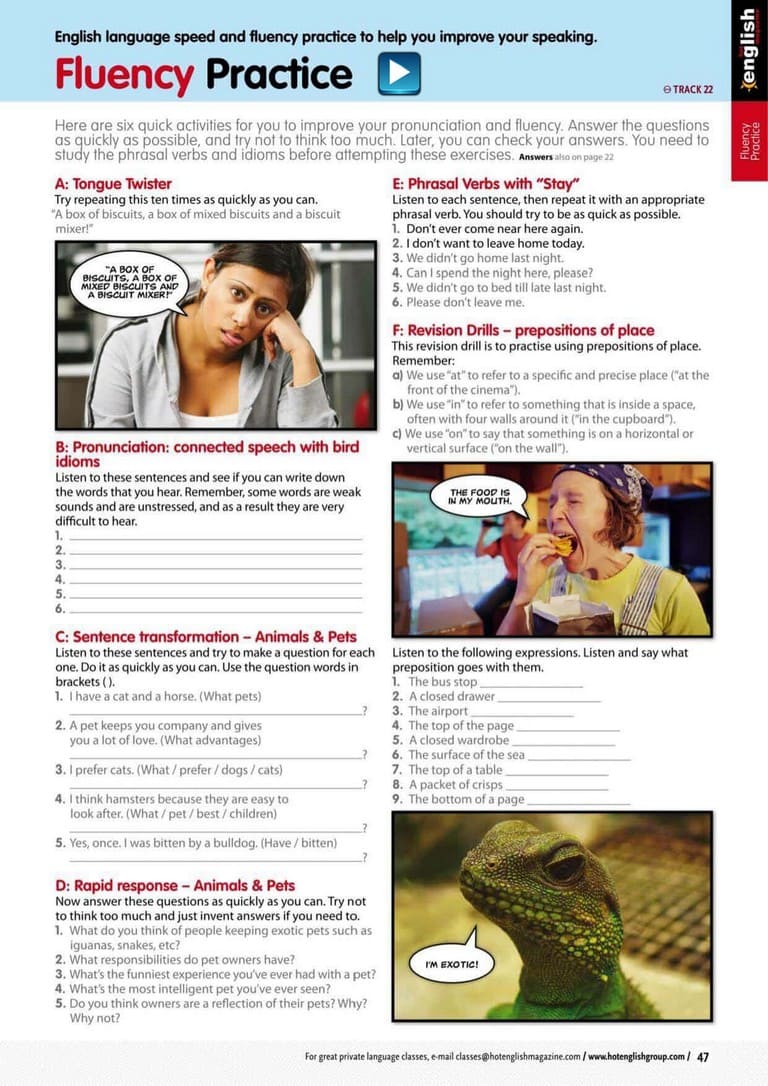 English language speed and fluency practice to help you improve your speaking.
Fluency Practice
TRACK 22
hot english magazine
Fluency
Practice
Here are six quick activities for you to improve your pronunciation and fluency. Answer the questions
as quickly as possible, and try not to think too much. Later, you can check your answers. You need to
study the phrasal verbs and idioms before attempting these exercises. Answers also on page 22
A: Tongue Twister
Try repeating this ten times as quickly as you can.
"A box of biscuits, a box of mixed biscuits and a biscuit
mixer!"
"A BOX OF
BISCUITS, A BOX OF
MIXED BISCUITS AND
A BISCUIT MIXER!"
B: Pronunciation: connected speech with bird
idioms
Listen to these sentences and see if you can write down
the words that you hear. Remember, some words are weak
sounds and are unstressed, and as a result they are very
difficult to hear.
1. ____________________
2. ____________________
3. ____________________
4. ____________________
5. ____________________
6. ____________________
C: Sentence transformation – Animals & Pets
Listen to these sentences and try to make a question for each
one. Do it as quickly as you can. Use the question words in
brackets ( ).
1. I have a cat and a horse. (What pets)
____________________?
2. A pet keeps you company and gives
you a lot of love. (What advantages)
____________________?
3. I prefer cats. (What / prefer / dogs / cats)
____________________?
4. I think hamsters because they are easy to
look after. (What / pet / best / children)
____________________?
5. Yes, once. I was bitten by a bulldog. (Have / bitten)
____________________?
D: Rapid response – Animals & Pets
Now answer these questions as quickly as you can. Try not
to think too much and just invent answers if you need to.
1. What do you think of people keeping exotic pets such as
iguanas, snakes, etc?
2. What responsibilities do pet owners have?
3. What's the funniest experience you've ever had with a pet?
4. What's the most intelligent pet you've ever seen?
5. Do you think owners are a reflection of their pets? Why?
Why not?
E: Phrasal Verbs with "Stay"
Listen to each sentence, then repeat it with an appropriate
phrasal verb. You should try to be as quick as possible.
1. Don't ever come near here again.
2. I don't want to leave home today.
3. We didn't go home last night.
4. Can I spend the night here, please?
5. We didn't go to bed till late last night.
6. Please don't leave me.
F: Revision Drills – prepositions of place
This revision drill is to practise using prepositions of place.
Remember:
a) We use "at" to refer to a specific and precise place ("at the
front of the cinema").
b) We use "in" to refer to something that is inside a space,
often with four walls around it ("in the cupboard").
c) We use "on" to say that something is on a horizontal or
vertical surface ("on the wall").
THE FOOD IS
IN MY MOUTH.
Listen to the following expressions. Listen and say what
preposition goes with them.
1. The bus stop ____________________
2. A closed drawer ____________________
3. The airport ____________________
4. The top of the page ____________________
5. A closed wardrobe ____________________
6. The surface of the sea ____________________
7. The top of a table ____________________
8. A packet of crisps ____________________
9. The bottom of a page ____________________
I'M EXOTIC!
For great private language classes, e-mail classes@hotenglishmagazine.com / www.hotenglishgroup.com / 47